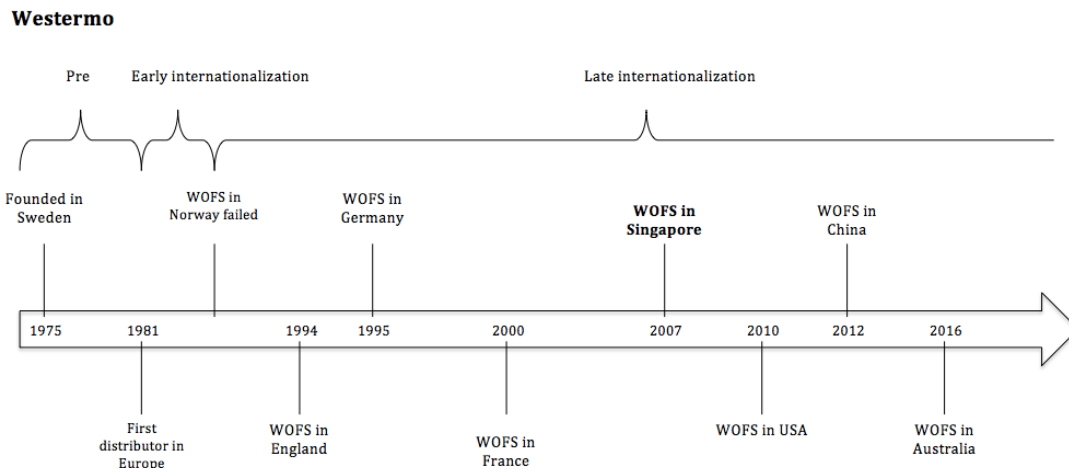 Westermo
Pre
Early internationalization
Late internationalization
Founded in
Sweden
WOFS in
Norway failed
WOFS in
Germany
WOFS in
Singapore
WOFS in
China
1975
1981
1994
1995
2000
2007
2010
2012
2016
First
distributor in
Europe
WOFS in
England
WOFS in
France
WOFS in USA
WOFS in
Australia